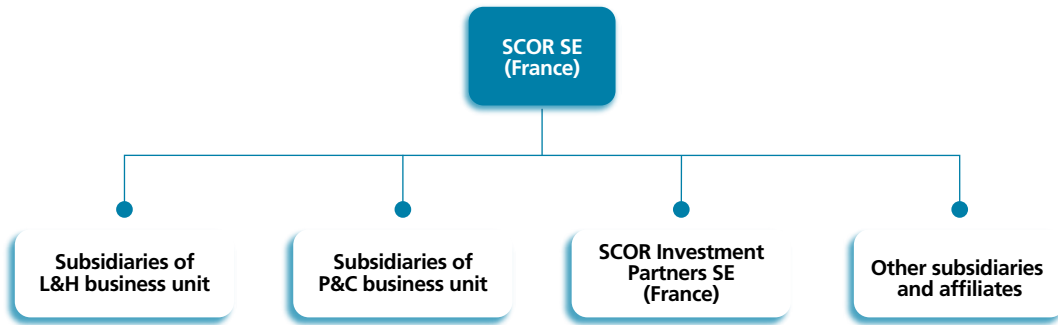 SCOR SE
(France)
Subsidiaries of
L&H business unit
Subsidiaries of
P&C business unit
SCOR Investment
Partners SE
(France)
Other subsidiaries
and affiliates